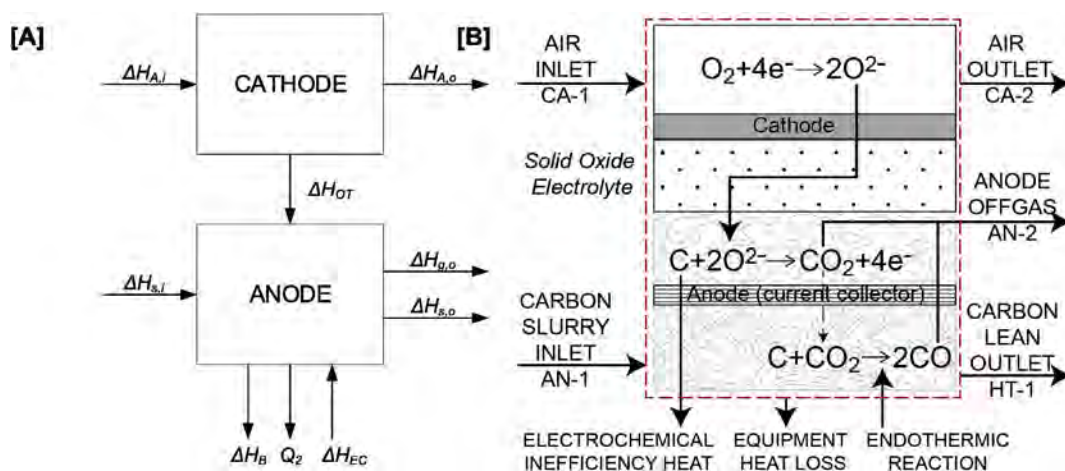 [A]
ΔH_A,i
CATHODE
ΔH_A,o
ΔH_OT
ΔH_s,i
ANODE
ΔH_g,o
ΔH_s,o
ΔH_B
Q_2
ΔH_EC
[B]
AIR
INLET
CA-1
O₂+4e⁻→2O²⁻
AIR
OUTLET
CA-2
Cathode
Solid Oxide
Electrolyte
ANODE
OFFGAS
AN-2
C+2O²⁻→CO₂+4e⁻
Anode (current collector)
CARBON
SLURRY
INLET
AN-1
C+CO₂→2CO
CARBON
LEAN
OUTLET
HT-1
ELECTROCHEMICAL
INEFFICIENCY HEAT
EQUIPMENT
HEAT LOSS
ENDOTHERMIC
REACTION